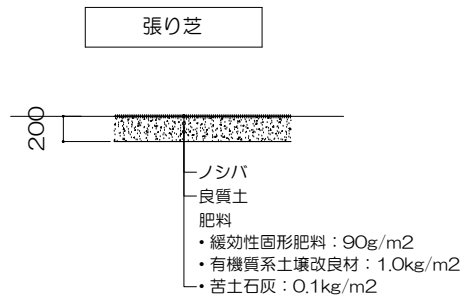 張り芝
200
ノシバ
良質土
肥料
・緩効性固形肥料：90g/m2
・有機質系土壌改良材：1.0kg/m2
・苦土石灰：0.1kg/m2